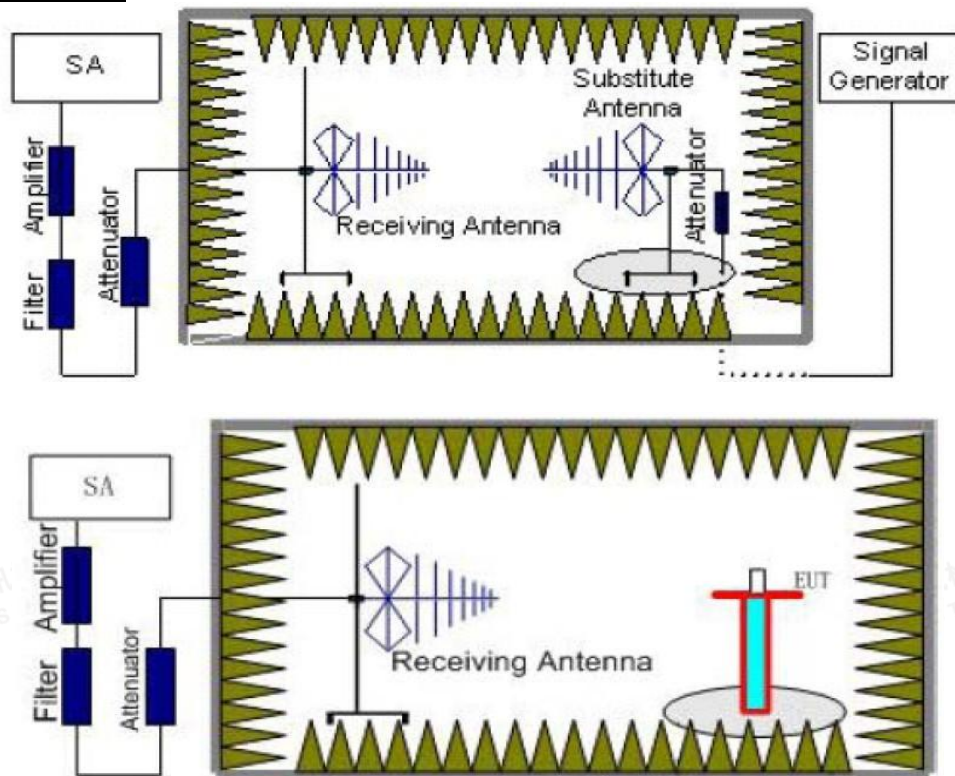 SA
Signal
Generator
Substitute
Antenna
Amplifier
Attenuator
Receiving Antenna
Attenuator
Filter
SA
Amplifier
EUT
Receiving Antenna
Filter
Attenuator